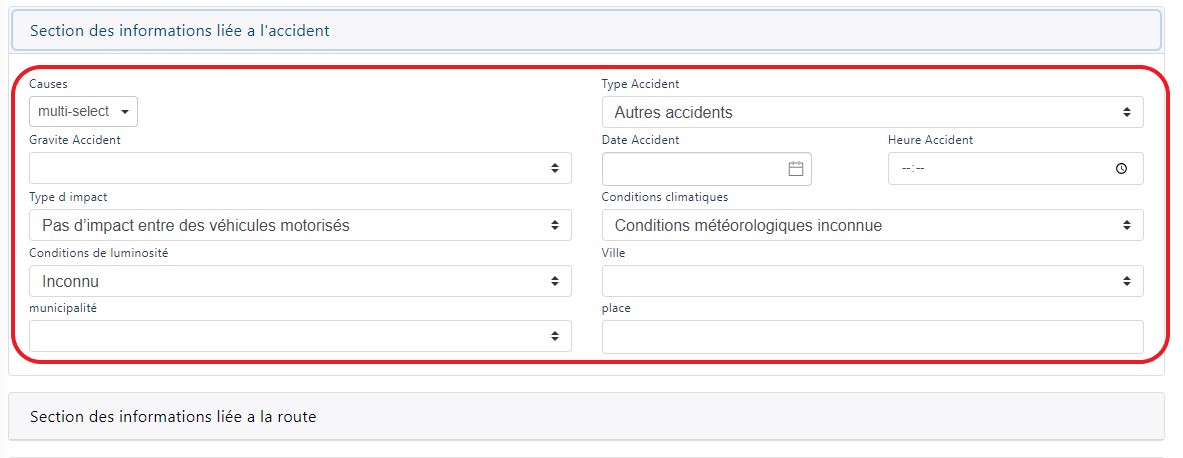 Section des informations liée a l'accident
Causes
Type Accident
multi-select
Autres accidents
Gravite Accident
Date Accident
Heure Accident
--:--
Type d impact
Conditions climatiques
Pas d’impact entre des véhicules motorisés
Conditions météorologiques inconnue
Conditions de luminosité
Ville
Inconnu
municipalité
place
Section des informations liée a la route